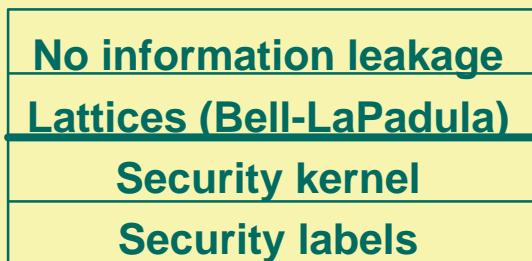 No information leakage
Lattices (Bell-LaPadula)
Security kernel
Security labels